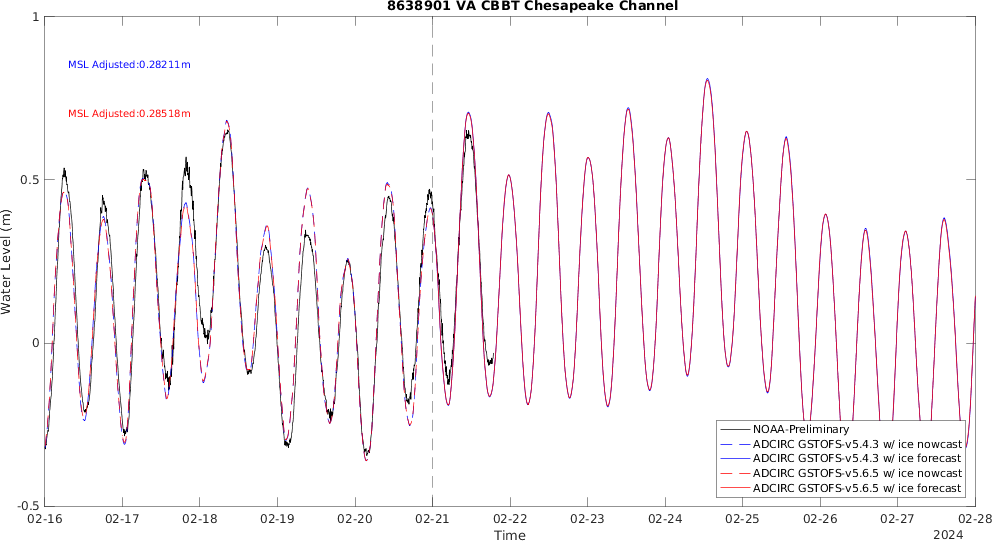 8638901 VA CBBT Chesapeake Channel
1
MSL Adjusted:0.28211m
MSL Adjusted:0.28518m
0.5
Water Level (m)
0
NOAA-Preliminary
ADCIRC GSTOFS-v5.4.3 w/ ice nowcast
ADCIRC GSTOFS-v5.4.3 w/ ice forecast
ADCIRC GSTOFS-v5.6.5 w/ ice nowcast
ADCIRC GSTOFS-v5.6.5 w/ ice forecast
-0.5
02-16 02-17 02-18 02-19 02-20 02-21 02-22 02-23 02-24 02-25 02-26 02-27 02-28
Time
2024